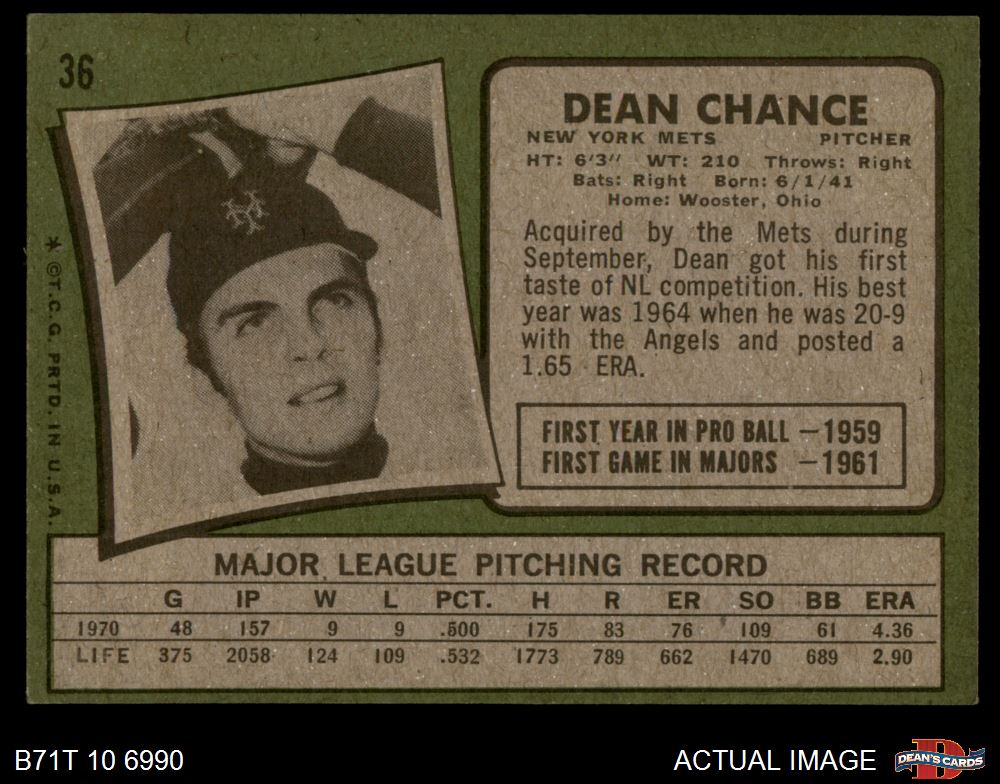 36
DEAN CHANCE
NEW YORK METS PITCHER
HT: 6'3" WT: 210 Throws: Right
Bats: Right Born: 6/1/41
Home: Wooster, Ohio
Acquired by the Mets during
September, Dean got his first
taste of NL competition. His best
year was 1964 when he was 20-9
with the Angels and posted a
1.65 ERA.
FIRST YEAR IN PRO BALL —1959
FIRST GAME IN MAJORS —1961
* © T.C.G. PRTD. IN U.S.A.
NY
MAJOR LEAGUE PITCHING RECORD
G IP W L PCT. H R ER SO BB ERA
1970 48 157 9 9 .500 175 83 76 109 61 4.36
LIFE 375 2058 124 109 .532 1773 789 662 1470 689 2.90
B71T 10 6990
ACTUAL IMAGE
D
DEAN'S CARDS